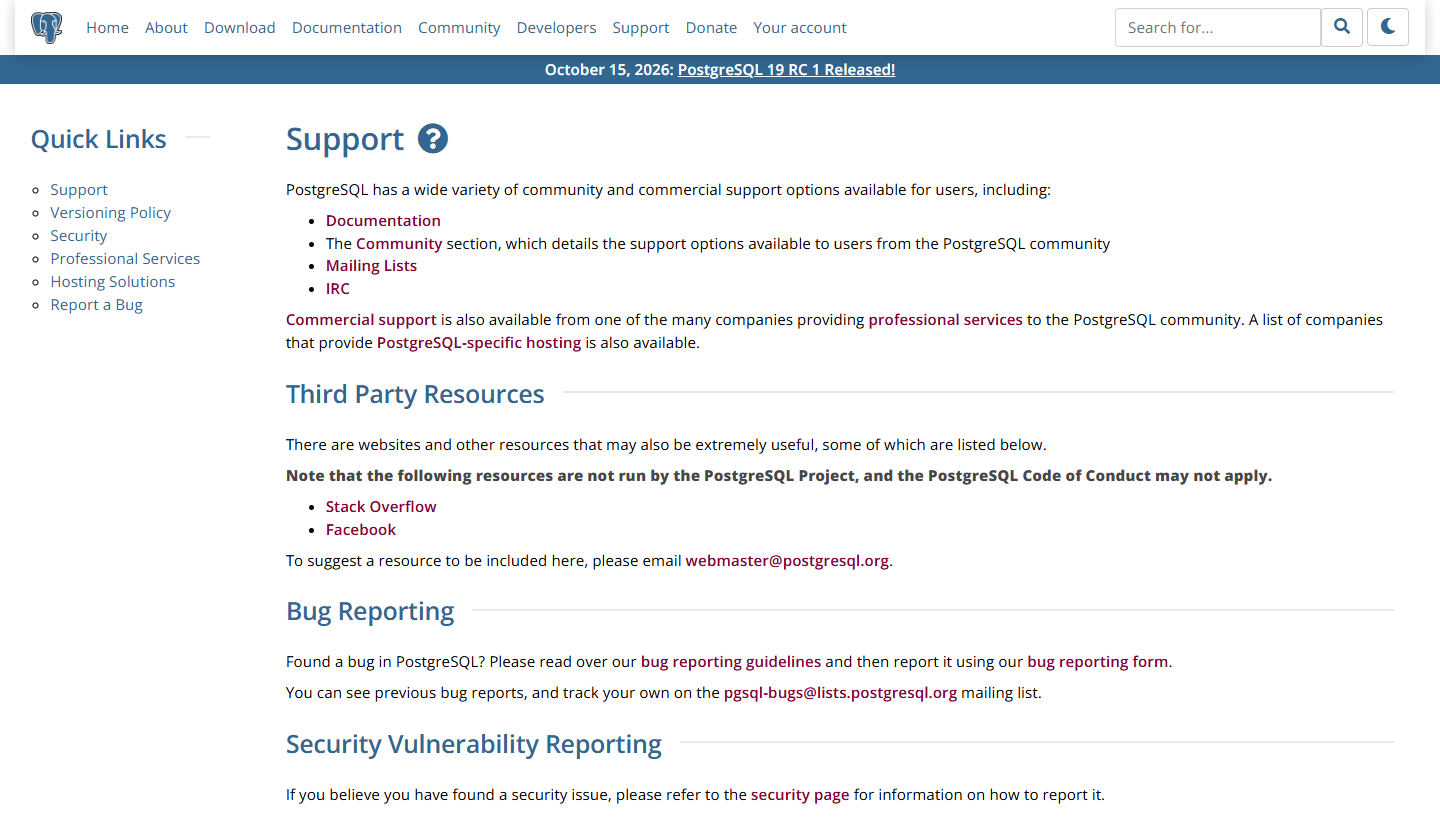 Home About Download Documentation Community Developers Support Donate Your account Search for...
October 15, 2026: PostgreSQL 19 RC 1 Released!
Quick Links
Support
Versioning Policy
Security
Professional Services
Hosting Solutions
Report a Bug
Support
PostgreSQL has a wide variety of community and commercial support options available for users, including:
Documentation
The Community section, which details the support options available to users from the PostgreSQL community
Mailing Lists
IRC
Commercial support is also available from one of the many companies providing professional services to the PostgreSQL community. A list of companies
that provide PostgreSQL-specific hosting is also available.
Third Party Resources
There are websites and other resources that may also be extremely useful, some of which are listed below.
Note that the following resources are not run by the PostgreSQL Project, and the PostgreSQL Code of Conduct may not apply.
Stack Overflow
Facebook
To suggest a resource to be included here, please email webmaster@postgresql.org.
Bug Reporting
Found a bug in PostgreSQL? Please read over our bug reporting guidelines and then report it using our bug reporting form.
You can see previous bug reports, and track your own on the pgsql-bugs@lists.postgresql.org mailing list.
Security Vulnerability Reporting
If you believe you have found a security issue, please refer to the security page for information on how to report it.